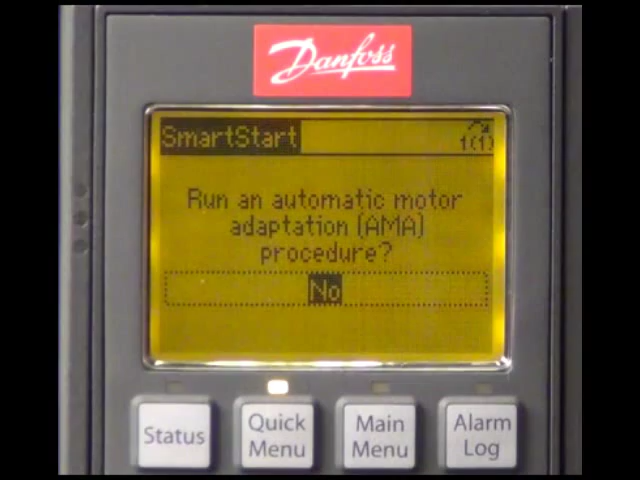 Danfoss
SmartStart 1(1)
Run an automatic motor
adaptation (AMA)
procedure?
No
Status
Quick
Menu
Main
Menu
Alarm
Log